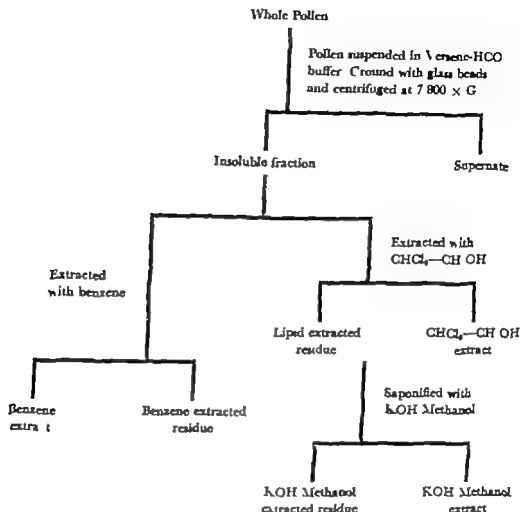 Whole Pollen
Pollen suspended in Versene-HCO
buffer Ground with glass beads
and centrifuged at 7 800 × G
Insoluble fraction
Supernate
Extracted with
CHCl₃—CH OH
Extracted
with benzene
Lipid extracted
residue
CHCl₃—CH OH
extract
Saponified with
KOH Methanol
Benzene
extra t
Benzene extracted
residue
KOH Methanol
extracted residue
KOH Methanol
extract